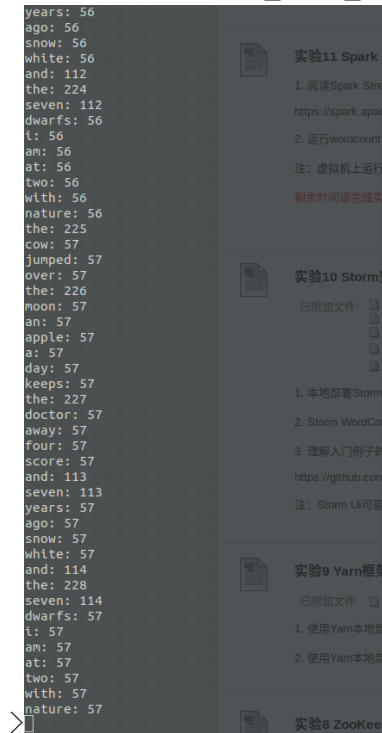 years: 56
ago: 56
snow: 56
white: 56
and: 112
the: 224
seven: 112
dwarfs: 56
i: 56
am: 56
at: 56
two: 56
with: 56
nature: 56
the: 225
cow: 57
jumped: 57
over: 57
the: 226
moon: 57
an: 57
apple: 57
a: 57
day: 57
keeps: 57
the: 227
doctor: 57
away: 57
four: 57
score: 57
and: 113
seven: 113
years: 57
ago: 57
snow: 57
white: 57
and: 114
the: 228
seven: 114
dwarfs: 57
i: 57
am: 57
at: 57
two: 57
with: 57
nature: 57
实验11 Spark
1. 阅读Spark Stre
https://spark.apa
2. 运行wordcount
注：虚拟机上运行
剩余时间请完成实
实验10 Storm
已附加文件:
1. 本地部署Storm
2. Storm WordCo
3. 理解入门例子的
https://github.com
注：Storm UI可能
实验9 Yarn框架
已附加文件:
1. 使用Yarn本地部
2. 使用Yarn本地部
实验8 ZooKee